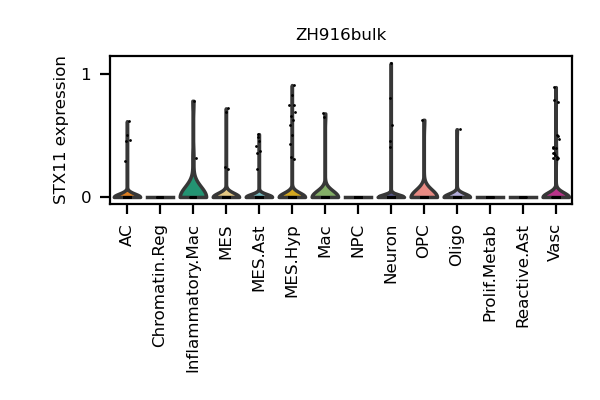 ZH916bulk
STX11 expression
1
0
AC
Chromatin.Reg
Inflammatory.Mac
MES
MES.Ast
MES.Hyp
Mac
NPC
Neuron
OPC
Oligo
Prolif.Metab
Reactive.Ast
Vasc